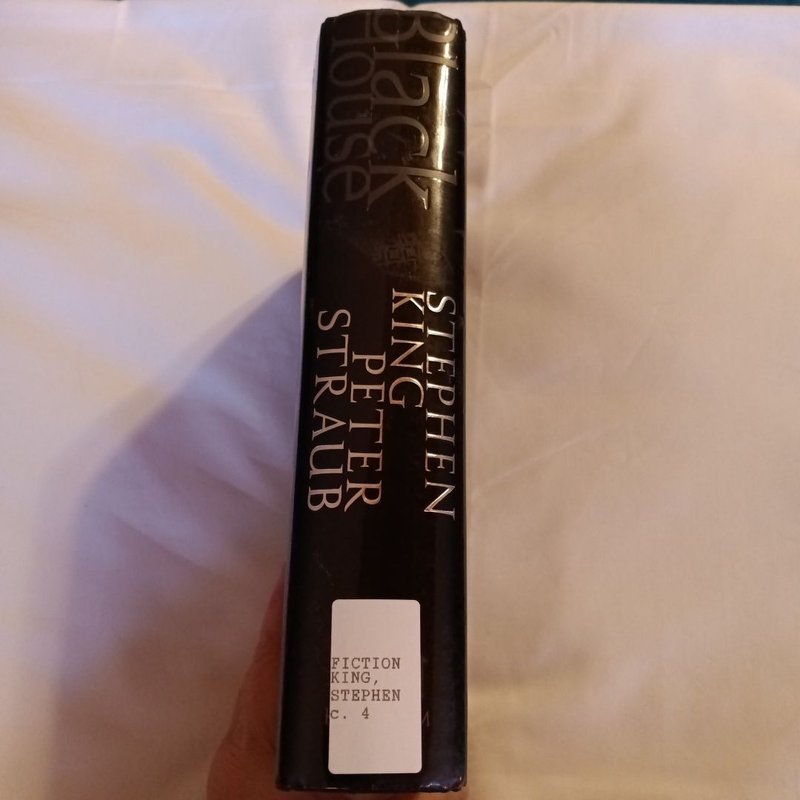 Black
House
STEPHEN
KING
PETER
STRAUB
FICTION
KING,
STEPHEN
c. 4